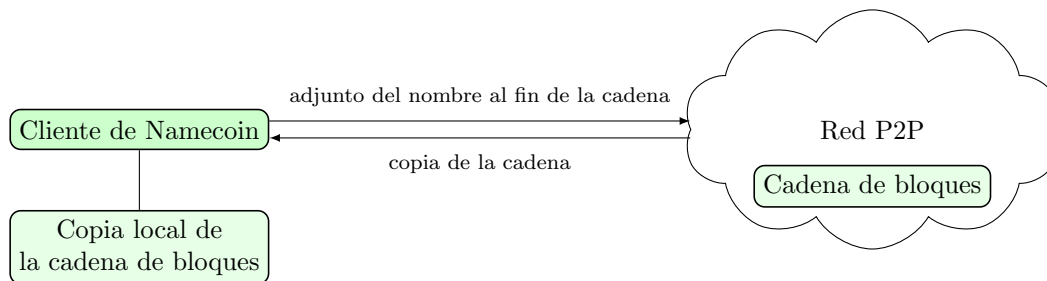 adjunto del nombre al fin de la cadena
Cliente de Namecoin
Red P2P
copia de la cadena
Cadena de bloques
Copia local de
la cadena de bloques